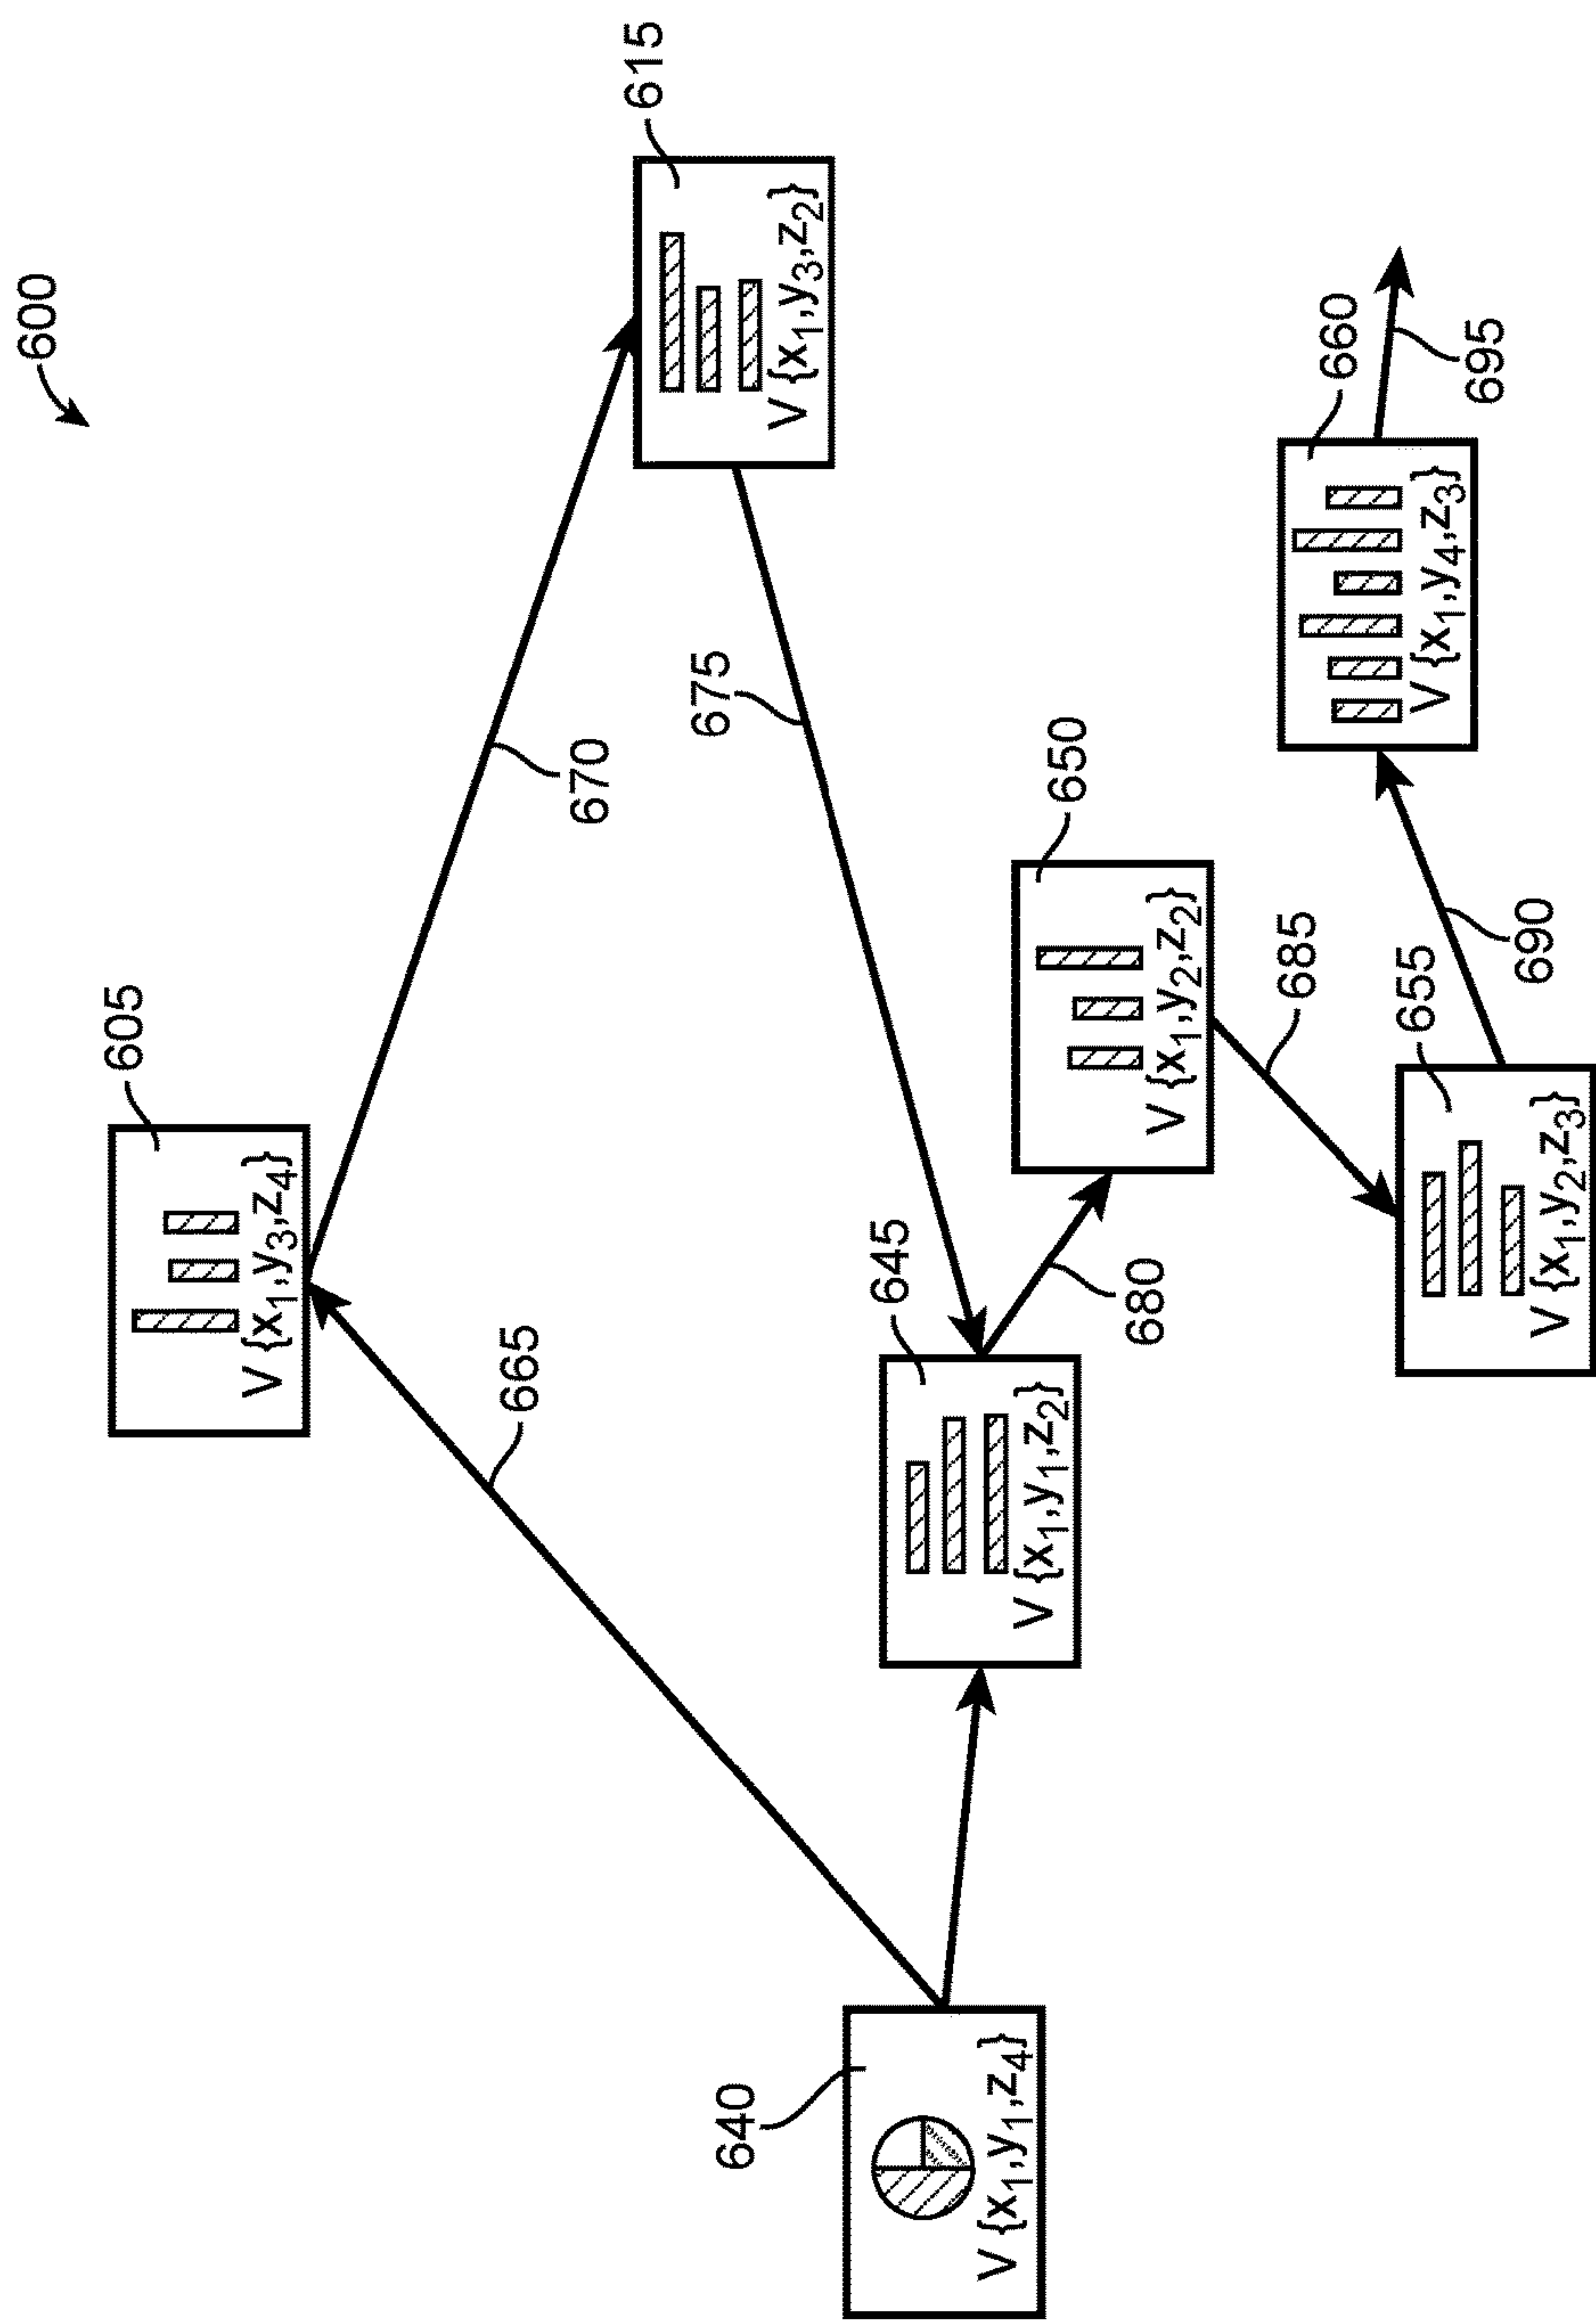 600
605
V {x₁,y₃,z₄}
615
V {x₁,y₃,z₂}
665
670
675
640
V {x₁,y₁,z₄}
645
V {x₁,y₁,z₂}
680
650
V {x₁,y₂,z₂}
685
655
V {x₁,y₂,z₃}
690
660
V {x₁,y₄,z₃}
695